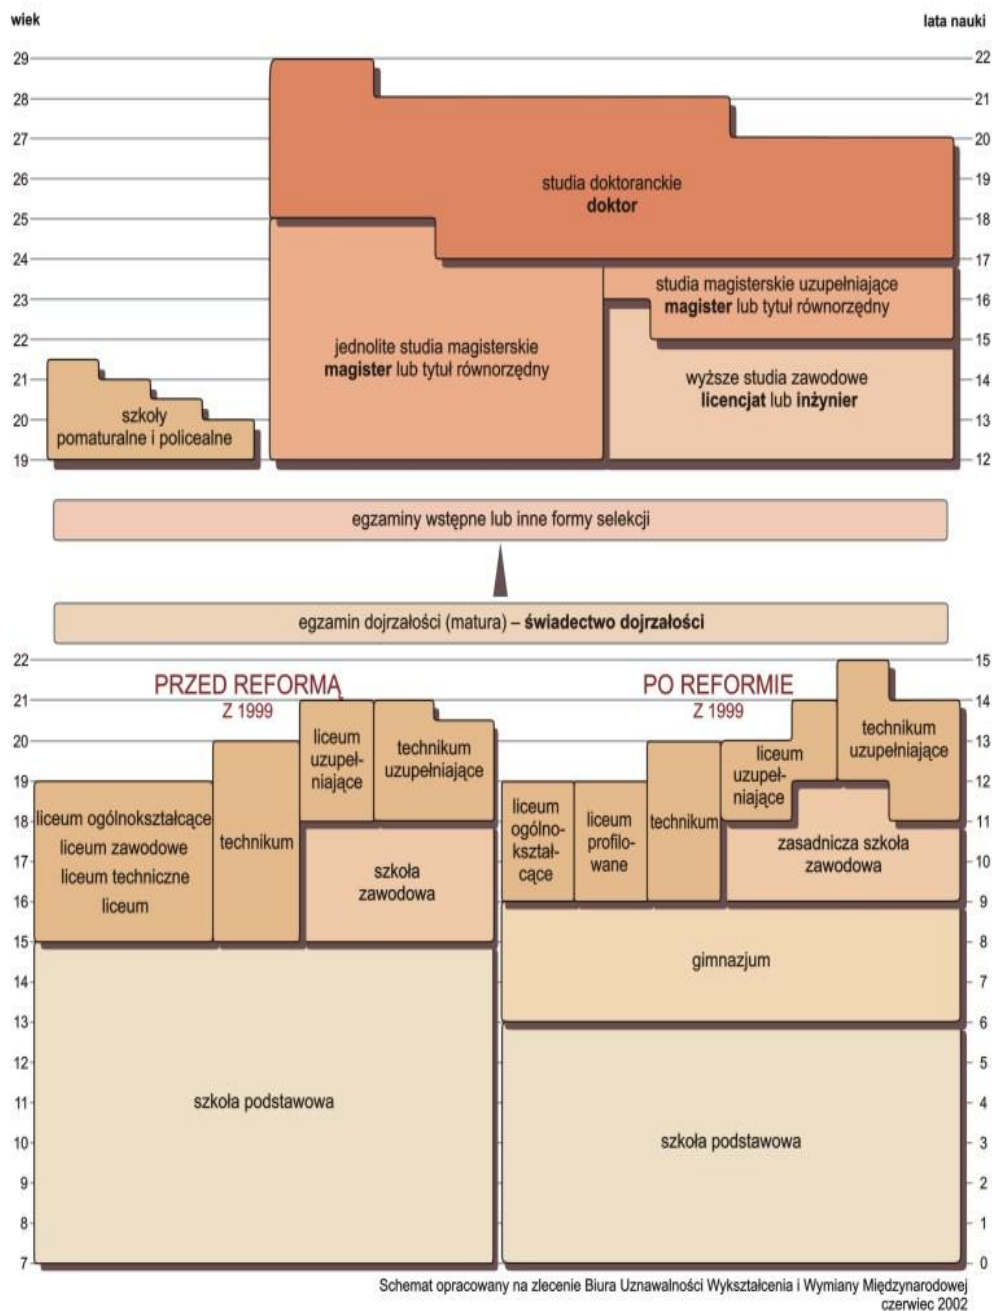 wiek
lata nauki
29
22
28
21
27
20
26
19
studia doktoranckie
doktor
25
18
24
17
studia magisterskie uzupełniające
magister lub tytuł równorzędny
23
16
22
15
jednolite studia magisterskie
magister lub tytuł równorzędny
wyższe studia zawodowe
licencjat lub inżynier
21
14
szkoły
pomaturalne i policealne
20
13
19
12
egzaminy wstępne lub inne formy selekcji
egzamin dojrzałości (matura) – świadectwo dojrzałości
22
15
PRZED REFORMĄ
Z 1999
PO REFORMIE
Z 1999
21
14
20
13
liceum
uzupeł-
niające
technikum
uzupełniające
liceum
uzupeł-
niające
technikum
uzupełniające
19
12
liceum ogólnokształcące
liceum zawodowe
liceum techniczne
liceum
technikum
liceum
ogólno-
kształ-
cące
liceum
profilo-
wane
technikum
18
11
szkoła
zawodowa
zasadnicza szkoła
zawodowa
17
10
16
9
15
8
gimnazjum
14
7
13
6
12
5
11
4
szkoła podstawowa
10
3
szkoła podstawowa
9
2
8
1
7
0
Schemat opracowany na zlecenie Biura Uznawalności Wykształcenia i Wymiany Międzynarodowej
czerwiec 2002